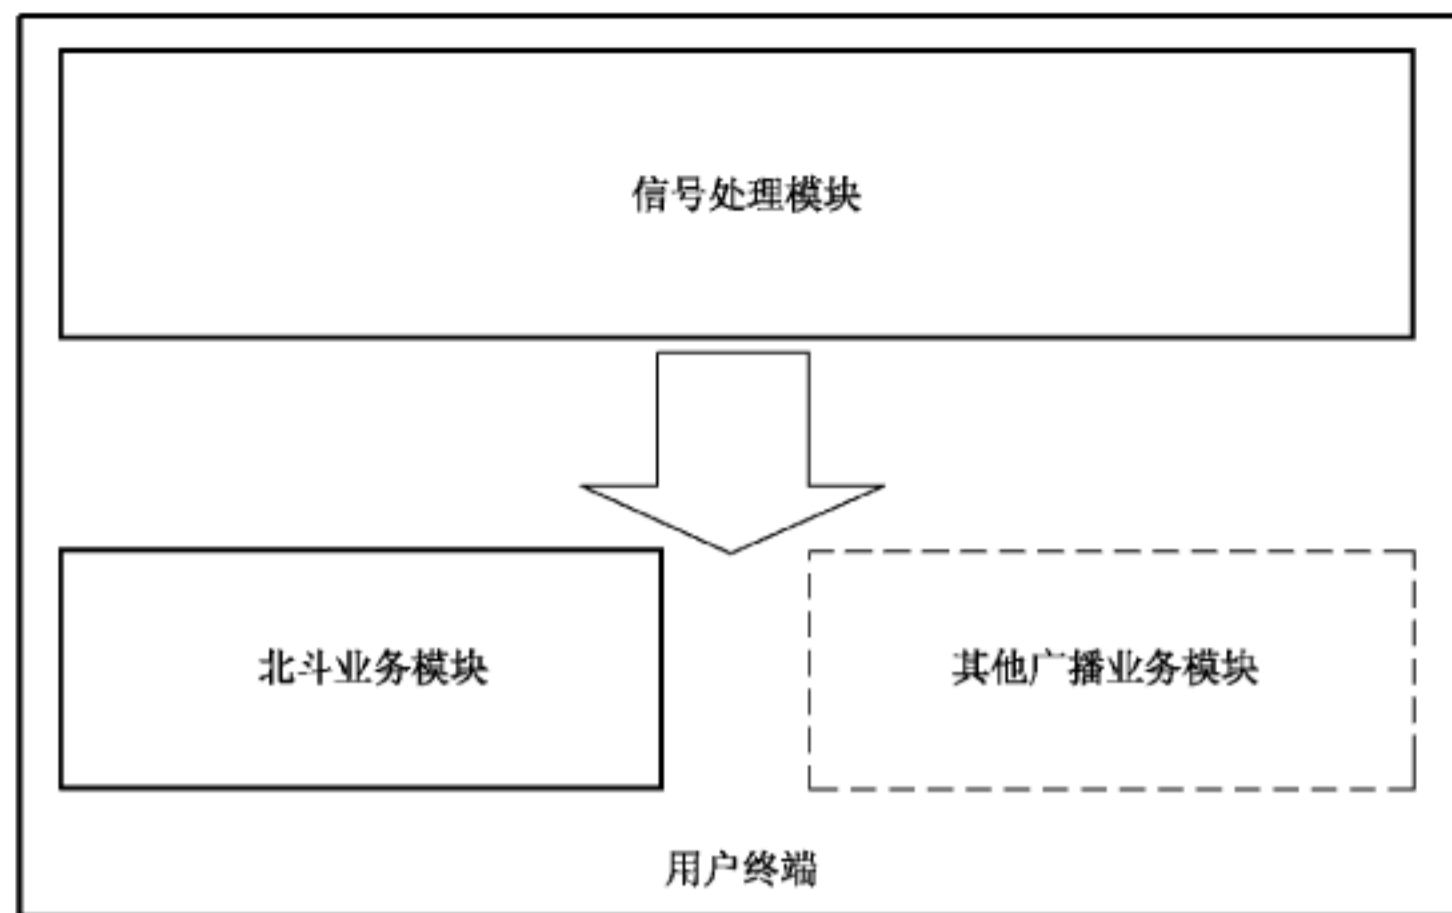 信号处理模块
北斗业务模块
其他广播业务模块
用户终端